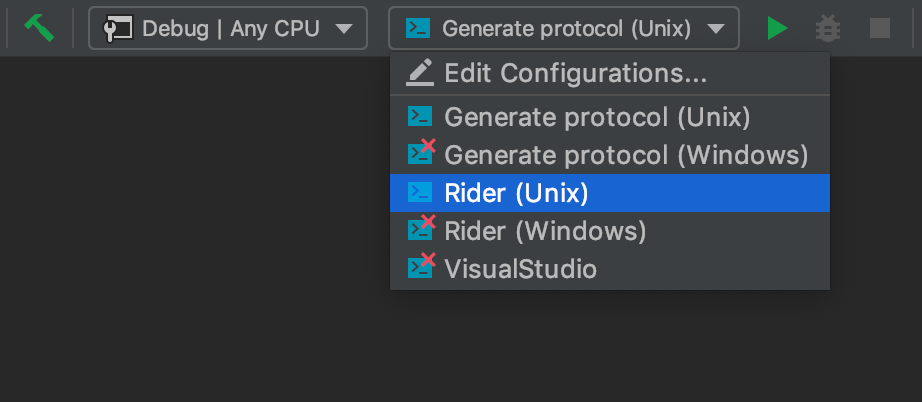 Debug | Any CPU
Generate protocol (Unix)
Edit Configurations...
Generate protocol (Unix)
Generate protocol (Windows)
Rider (Unix)
Rider (Windows)
VisualStudio